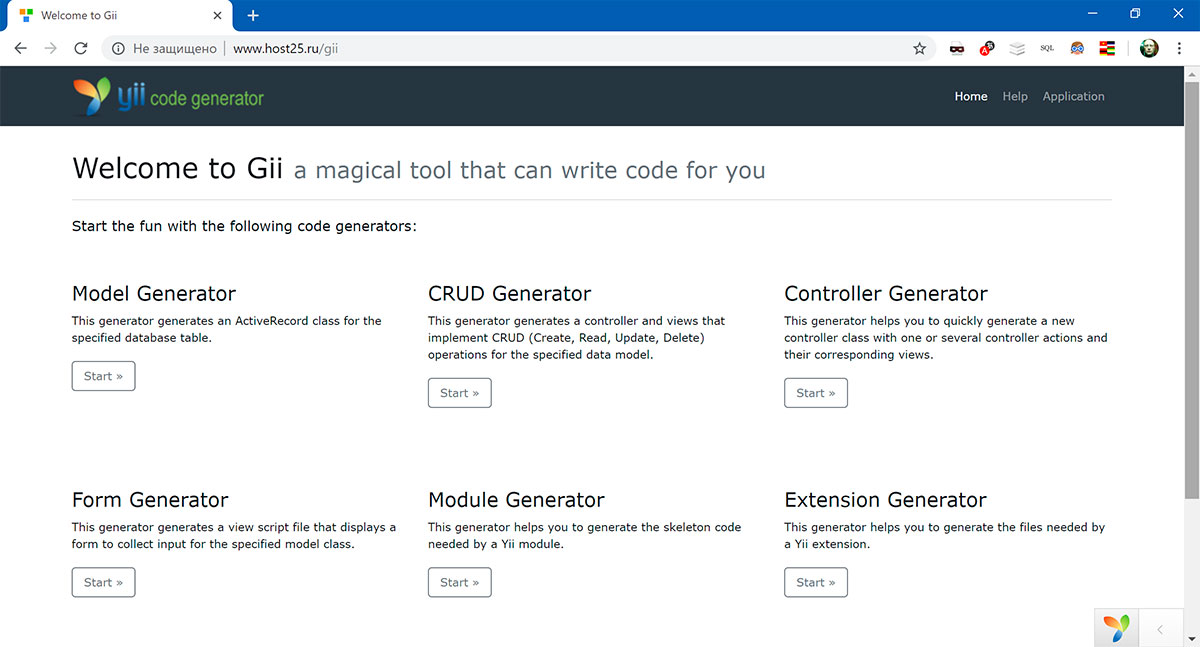 Welcome to Gii
Не защищено | www.host25.ru/gii
SQL
yii code generator
Home Help Application
Welcome to Gii a magical tool that can write code for you
Start the fun with the following code generators:
Model Generator
This generator generates an ActiveRecord class for the
specified database table.
Start »
CRUD Generator
This generator generates a controller and views that
implement CRUD (Create, Read, Update, Delete)
operations for the specified data model.
Start »
Controller Generator
This generator helps you to quickly generate a new
controller class with one or several controller actions and
their corresponding views.
Start »
Form Generator
This generator generates a view script file that displays a
form to collect input for the specified model class.
Start »
Module Generator
This generator helps you to generate the skeleton code
needed by a Yii module.
Start »
Extension Generator
This generator helps you to generate the files needed by
a Yii extension.
Start »